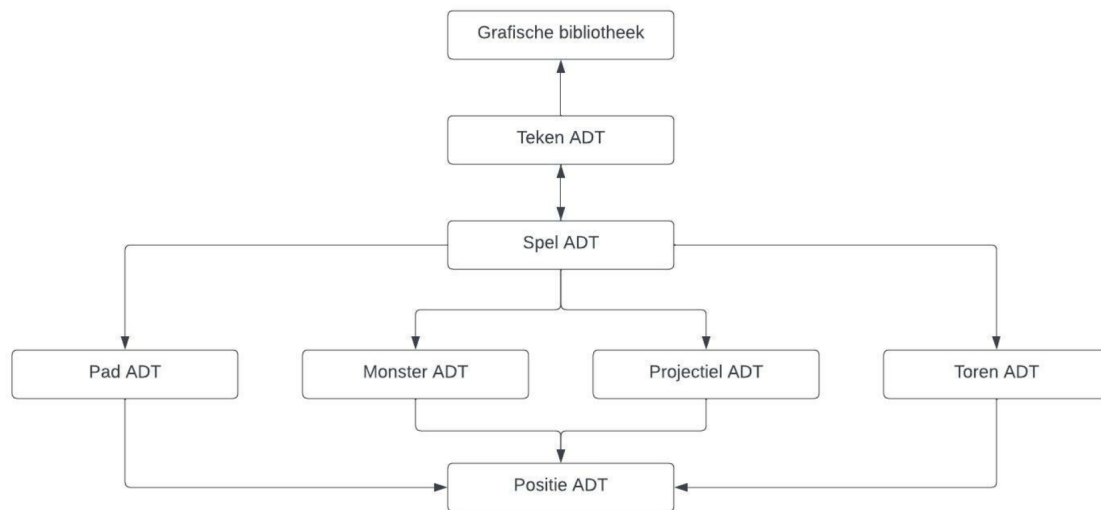 Grafische bibliotheek
Teken ADT
Spel ADT
Pad ADT
Monster ADT
Projectiel ADT
Toren ADT
Positie ADT